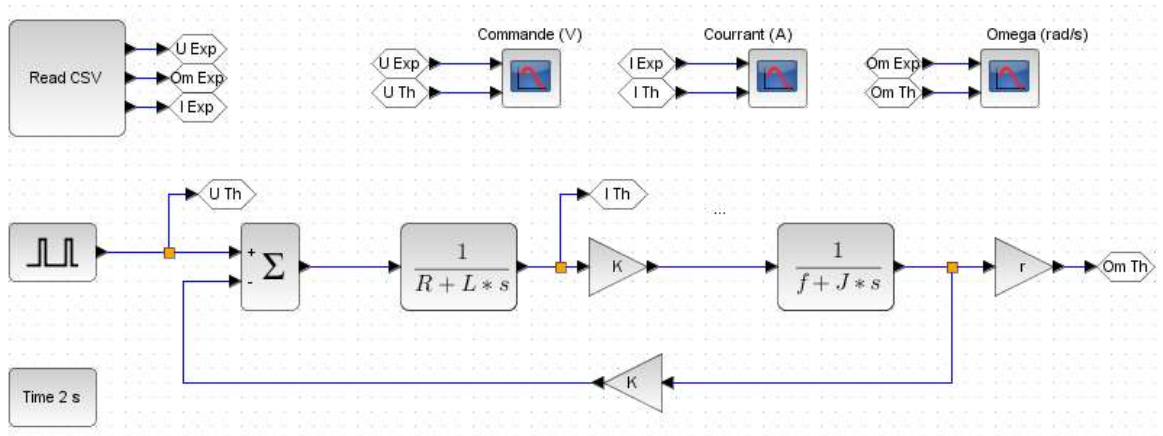 Read CSV
U Exp
Om Exp
I Exp
Commande (V)
U Exp
U Th
Courrant (A)
I Exp
I Th
Omega (rad/s)
Om Exp
Om Th
U Th
I Th
...
+
-
Σ
1
R + L * s
K
1
f + J * s
r
Om Th
K
Time 2 s